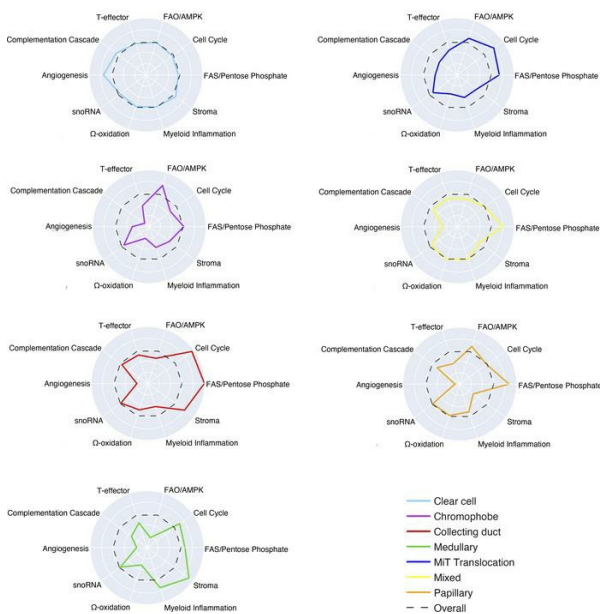 T-effector FAO/AMPK
Complementation Cascade Cell Cycle
Angiogenesis FAS/Pentose Phosphate
snoRNA Stroma
Ω-oxidation Myeloid Inflammation
T-effector FAO/AMPK
Complementation Cascade Cell Cycle
Angiogenesis FAS/Pentose Phosphate
snoRNA Stroma
Ω-oxidation Myeloid Inflammation
T-effector FAO/AMPK
Complementation Cascade Cell Cycle
Angiogenesis FAS/Pentose Phosphate
snoRNA Stroma
Ω-oxidation Myeloid Inflammation
T-effector FAO/AMPK
Complementation Cascade Cell Cycle
Angiogenesis FAS/Pentose Phosphate
snoRNA Stroma
Ω-oxidation Myeloid Inflammation
T-effector FAO/AMPK
Complementation Cascade Cell Cycle
Angiogenesis FAS/Pentose Phosphate
snoRNA Stroma
Ω-oxidation Myeloid Inflammation
T-effector FAO/AMPK
Complementation Cascade Cell Cycle
Angiogenesis FAS/Pentose Phosphate
snoRNA Stroma
Ω-oxidation Myeloid Inflammation
T-effector FAO/AMPK
Complementation Cascade Cell Cycle
Angiogenesis FAS/Pentose Phosphate
snoRNA Stroma
Ω-oxidation Myeloid Inflammation
Clear cell
Chromophobe
Collecting duct
Medullary
MiT Translocation
Mixed
Papillary
Overall